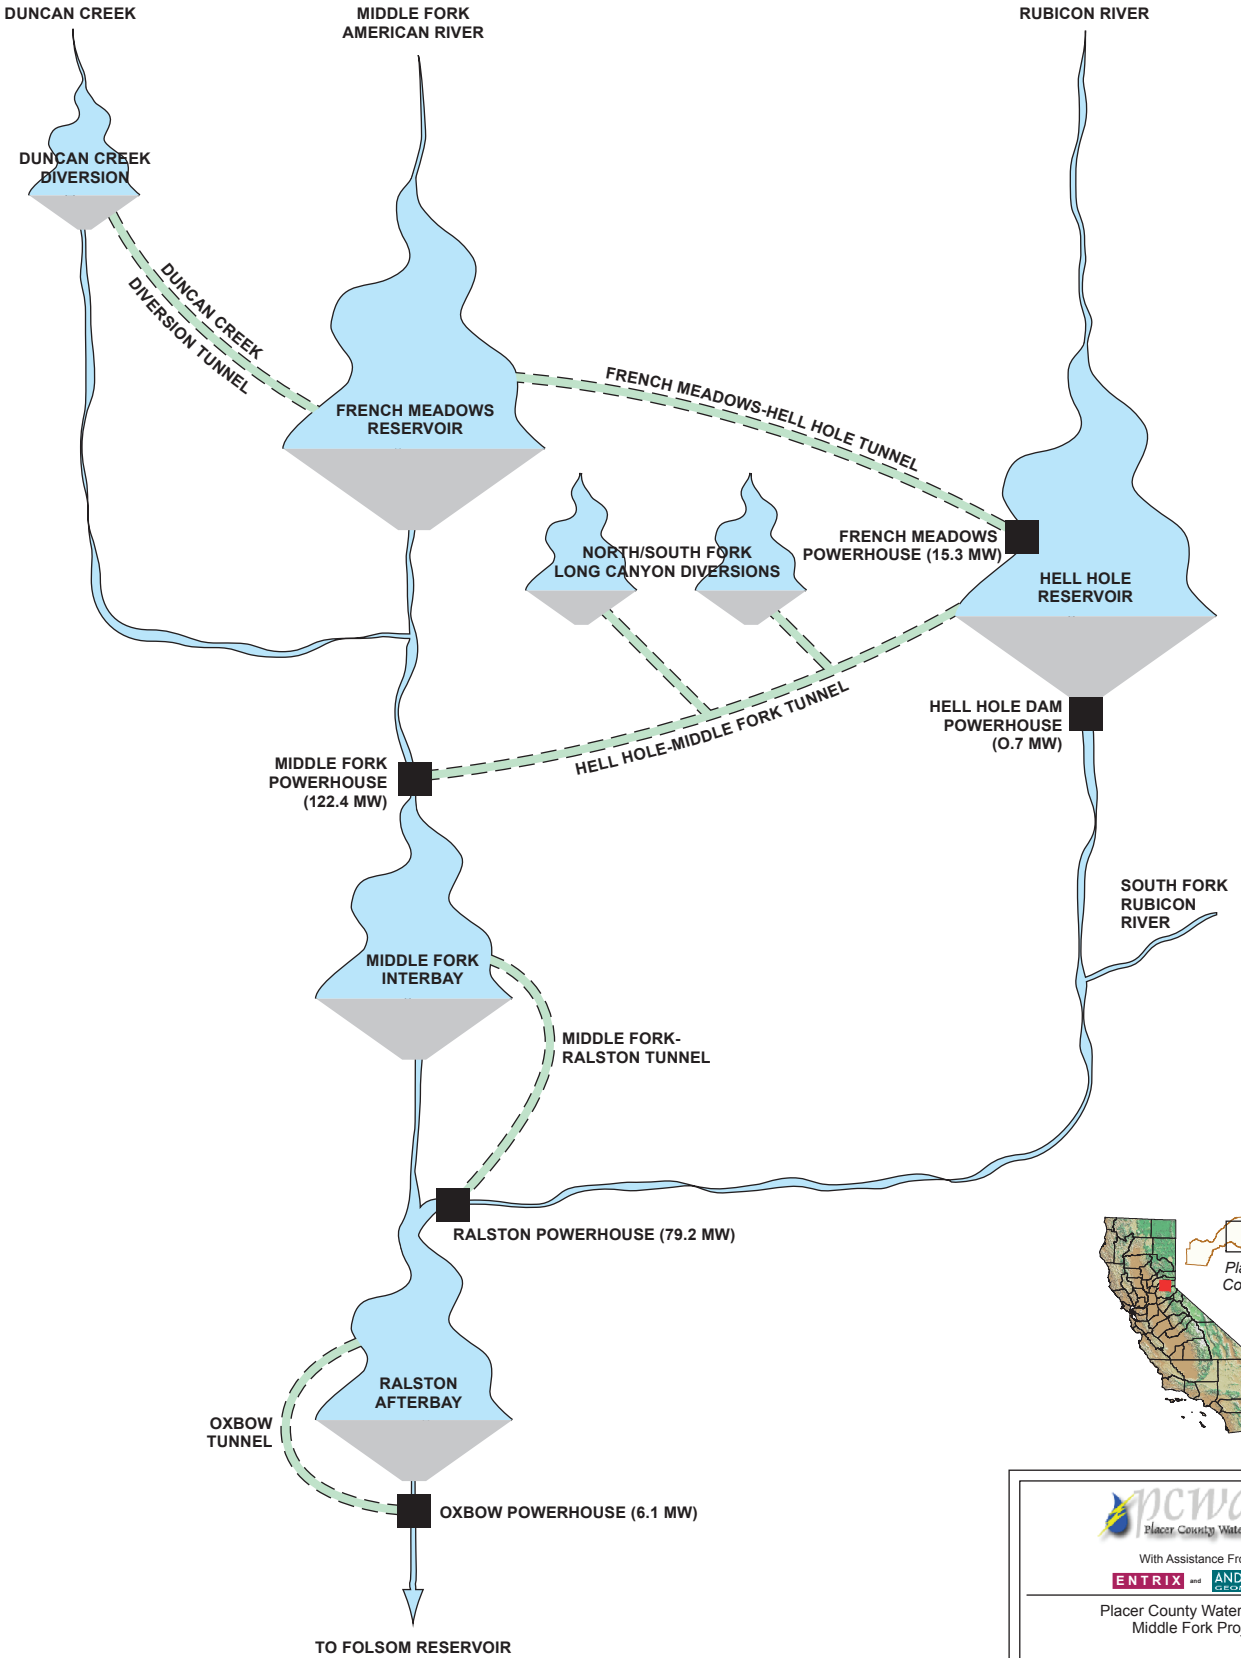 DUNCAN CREEK
MIDDLE FORK
AMERICAN RIVER
RUBICON RIVER
DUNCAN CREEK
DIVERSION
DUNCAN CREEK
DIVERSION TUNNEL
FRENCH MEADOWS
RESERVOIR
FRENCH MEADOWS-HELL HOLE TUNNEL
NORTH/SOUTH FORK
LONG CANYON DIVERSIONS
FRENCH MEADOWS
POWERHOUSE (15.3 MW)
HELL HOLE
RESERVOIR
HELL HOLE-MIDDLE FORK TUNNEL
HELL HOLE DAM
POWERHOUSE
(O.7 MW)
MIDDLE FORK
POWERHOUSE
(122.4 MW)
SOUTH FORK
RUBICON
RIVER
MIDDLE FORK
INTERBAY
MIDDLE FORK-
RALSTON TUNNEL
RALSTON POWERHOUSE (79.2 MW)
RALSTON
AFTERBAY
OXBOW
TUNNEL
OXBOW POWERHOUSE (6.1 MW)
TO FOLSOM RESERVOIR
pcw
Placer County
With Assistance
ENTRIX and
Placer County Water
Middle Fork